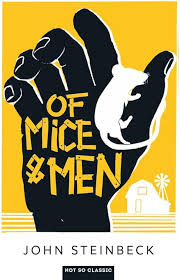 OF
MICE
& MEN
JOHN STEINBECK
NOT SO CLASSIC